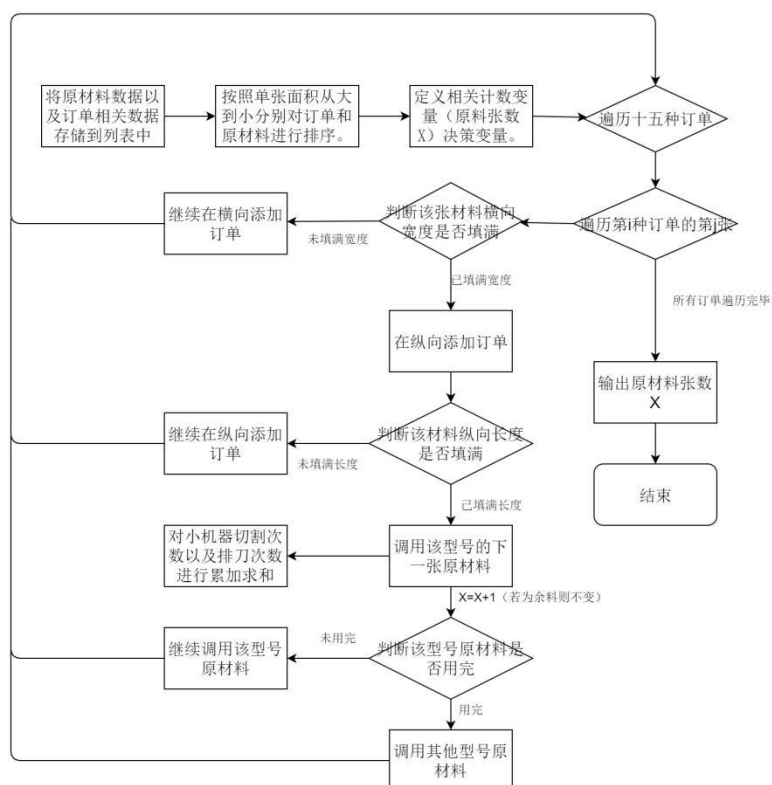 将原材料数据以
及订单相关数据
存储到列表中
按照单张面积从大
到小分别对订单和
原材料进行排序。
定义相关计数变
量（原料张数
X）决策变量。
遍历十五种订单
继续在横向添加
订单
未填满宽度
判断该张材料横向
宽度是否填满
遍历第i种订单的第j张
已填满宽度
所有订单遍历完毕
在纵向添加订单
输出原材料张数
X
继续在纵向添加
订单
未填满长度
判断该材料纵向长度
是否填满
结束
已填满长度
对小机器切割次
数以及排刀次数
进行累加求和
调用该型号的下
一张原材料
X=X+1（若为余料则不变）
继续调用该型号
原材料
未用完
判断该型号原材料是
否用完
用完
调用其他型号原
材料